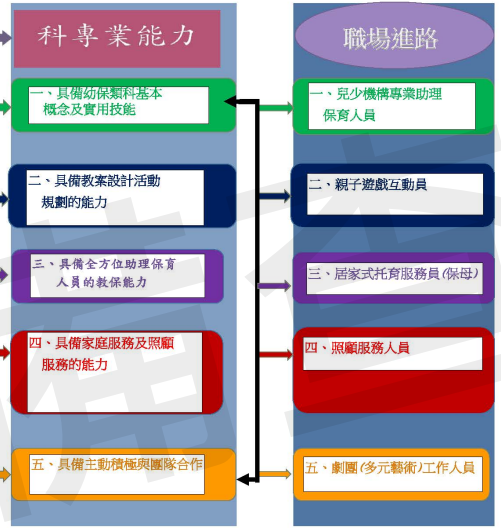 科專業能力
一、具備幼保類科基本
概念及實用技能
二、具備教案設計活動
規劃的能力
三、具備全方位助理保育
人員的教保能力
四、具備家庭服務及照顧
服務的能力
五、具備主動積極與團隊合作
職場進路
一、兒少機構專業助理
保育人員
二、親子遊戲互動員
三、居家式托育服務員(保母)
四、照顧服務人員
五、劇團(多元藝術)工作人員
備查